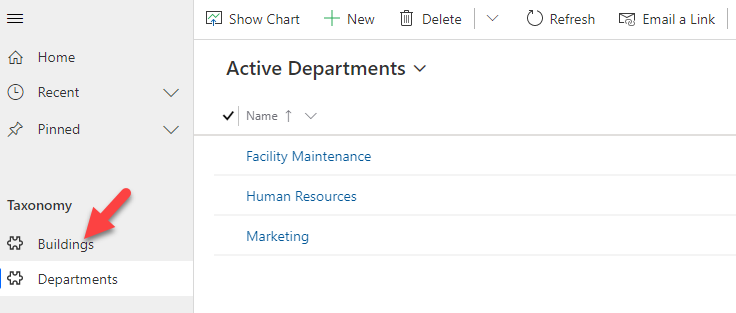 Show Chart New Delete Refresh Email a Link
Home
Recent
Pinned
Taxonomy
Buildings
Departments
Active Departments
Name
Facility Maintenance
Human Resources
Marketing